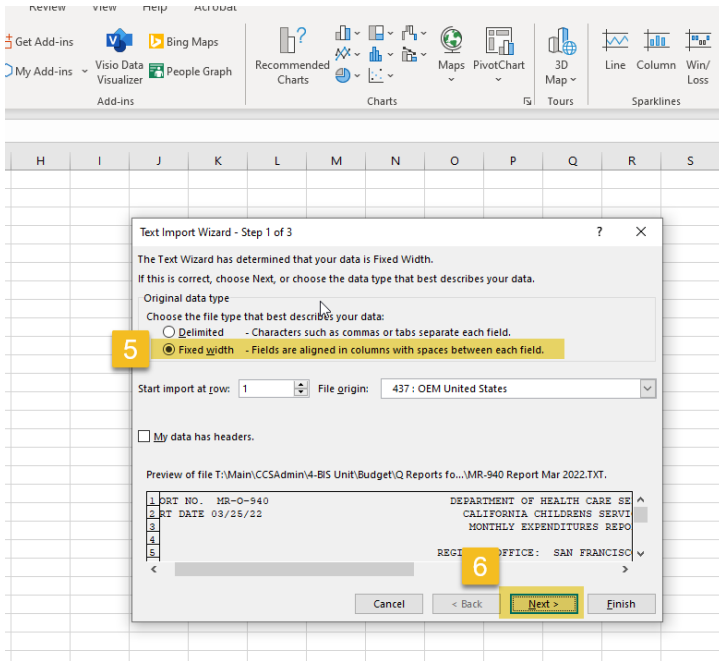 Review View Help Acrobat
Get Add-ins
Bing Maps
My Add-ins
Visio Data Visualizer
People Graph
Add-ins
Recommended Charts
Charts
Maps
PivotChart
3D Map
Tours
Line
Column
Win/Loss
Sparklines
H I J K L M N O P Q R S
Text Import Wizard - Step 1 of 3 ? ×
The Text Wizard has determined that your data is Fixed Width.
If this is correct, choose Next, or choose the data type that best describes your data.
Original data type
Choose the file type that best describes your data:
Delimited - Characters such as commas or tabs separate each field.
5
Fixed width - Fields are aligned in columns with spaces between each field.
Start import at row: 1 File origin: 437 : OEM United States
My data has headers.
Preview of file T:\Main\CCSAdmin\4-BIS Unit\Budget\Q Reports fo...\MR-940 Report Mar 2022.TXT.
1 ORT NO. MR-O-940 DEPARTMENT OF HEALTH CARE SE
2 RT DATE 03/25/22 CALIFORNIA CHILDRENS SERVI
3 MONTHLY EXPENDITURES REPO
4
5 REGI OFFICE: SAN FRANCISC
6
Cancel < Back Next > Finish